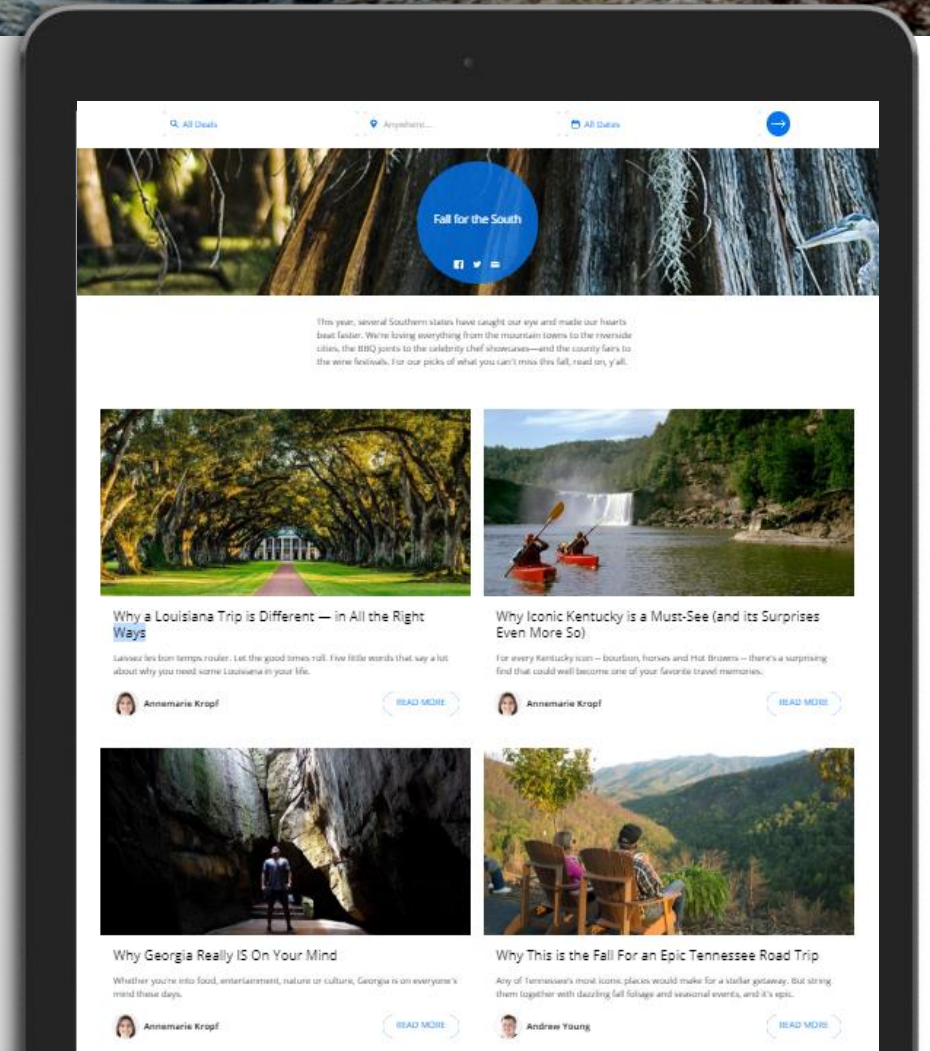 All Deals
Anywhere...
All Dates
Fall for the South
This year, several Southern states have caught our eye and made our hearts
beat faster. We're loving everything from the mountain towns to the riverside
cities, the BBQ joints to the celebrity chef showcases—and the county fairs to
the wine festivals. For our picks of what you can't miss this fall, read on, y'all.
Why a Louisiana Trip is Different — in All the Right
Ways
Laissez les bon temps rouler. Let the good times roll. Five little words that say a lot
about why you need some Louisiana in your life.
Annemarie Kropf
READ MORE
Why Iconic Kentucky is a Must-See (and its Surprises
Even More So)
For every Kentucky icon -- bourbon, horses and Hot Browns -- there's a surprising
find that could well become one of your favorite travel memories.
Annemarie Kropf
READ MORE
Why Georgia Really IS On Your Mind
Whether you're into food, entertainment, nature or culture, Georgia is on everyone's
mind these days.
Annemarie Kropf
READ MORE
Why This is the Fall For an Epic Tennessee Road Trip
Any of Tennessee's most iconic places would make for a stellar getaway. But string
them together with dazzling fall foliage and seasonal events, and it's epic.
Andrew Young
READ MORE